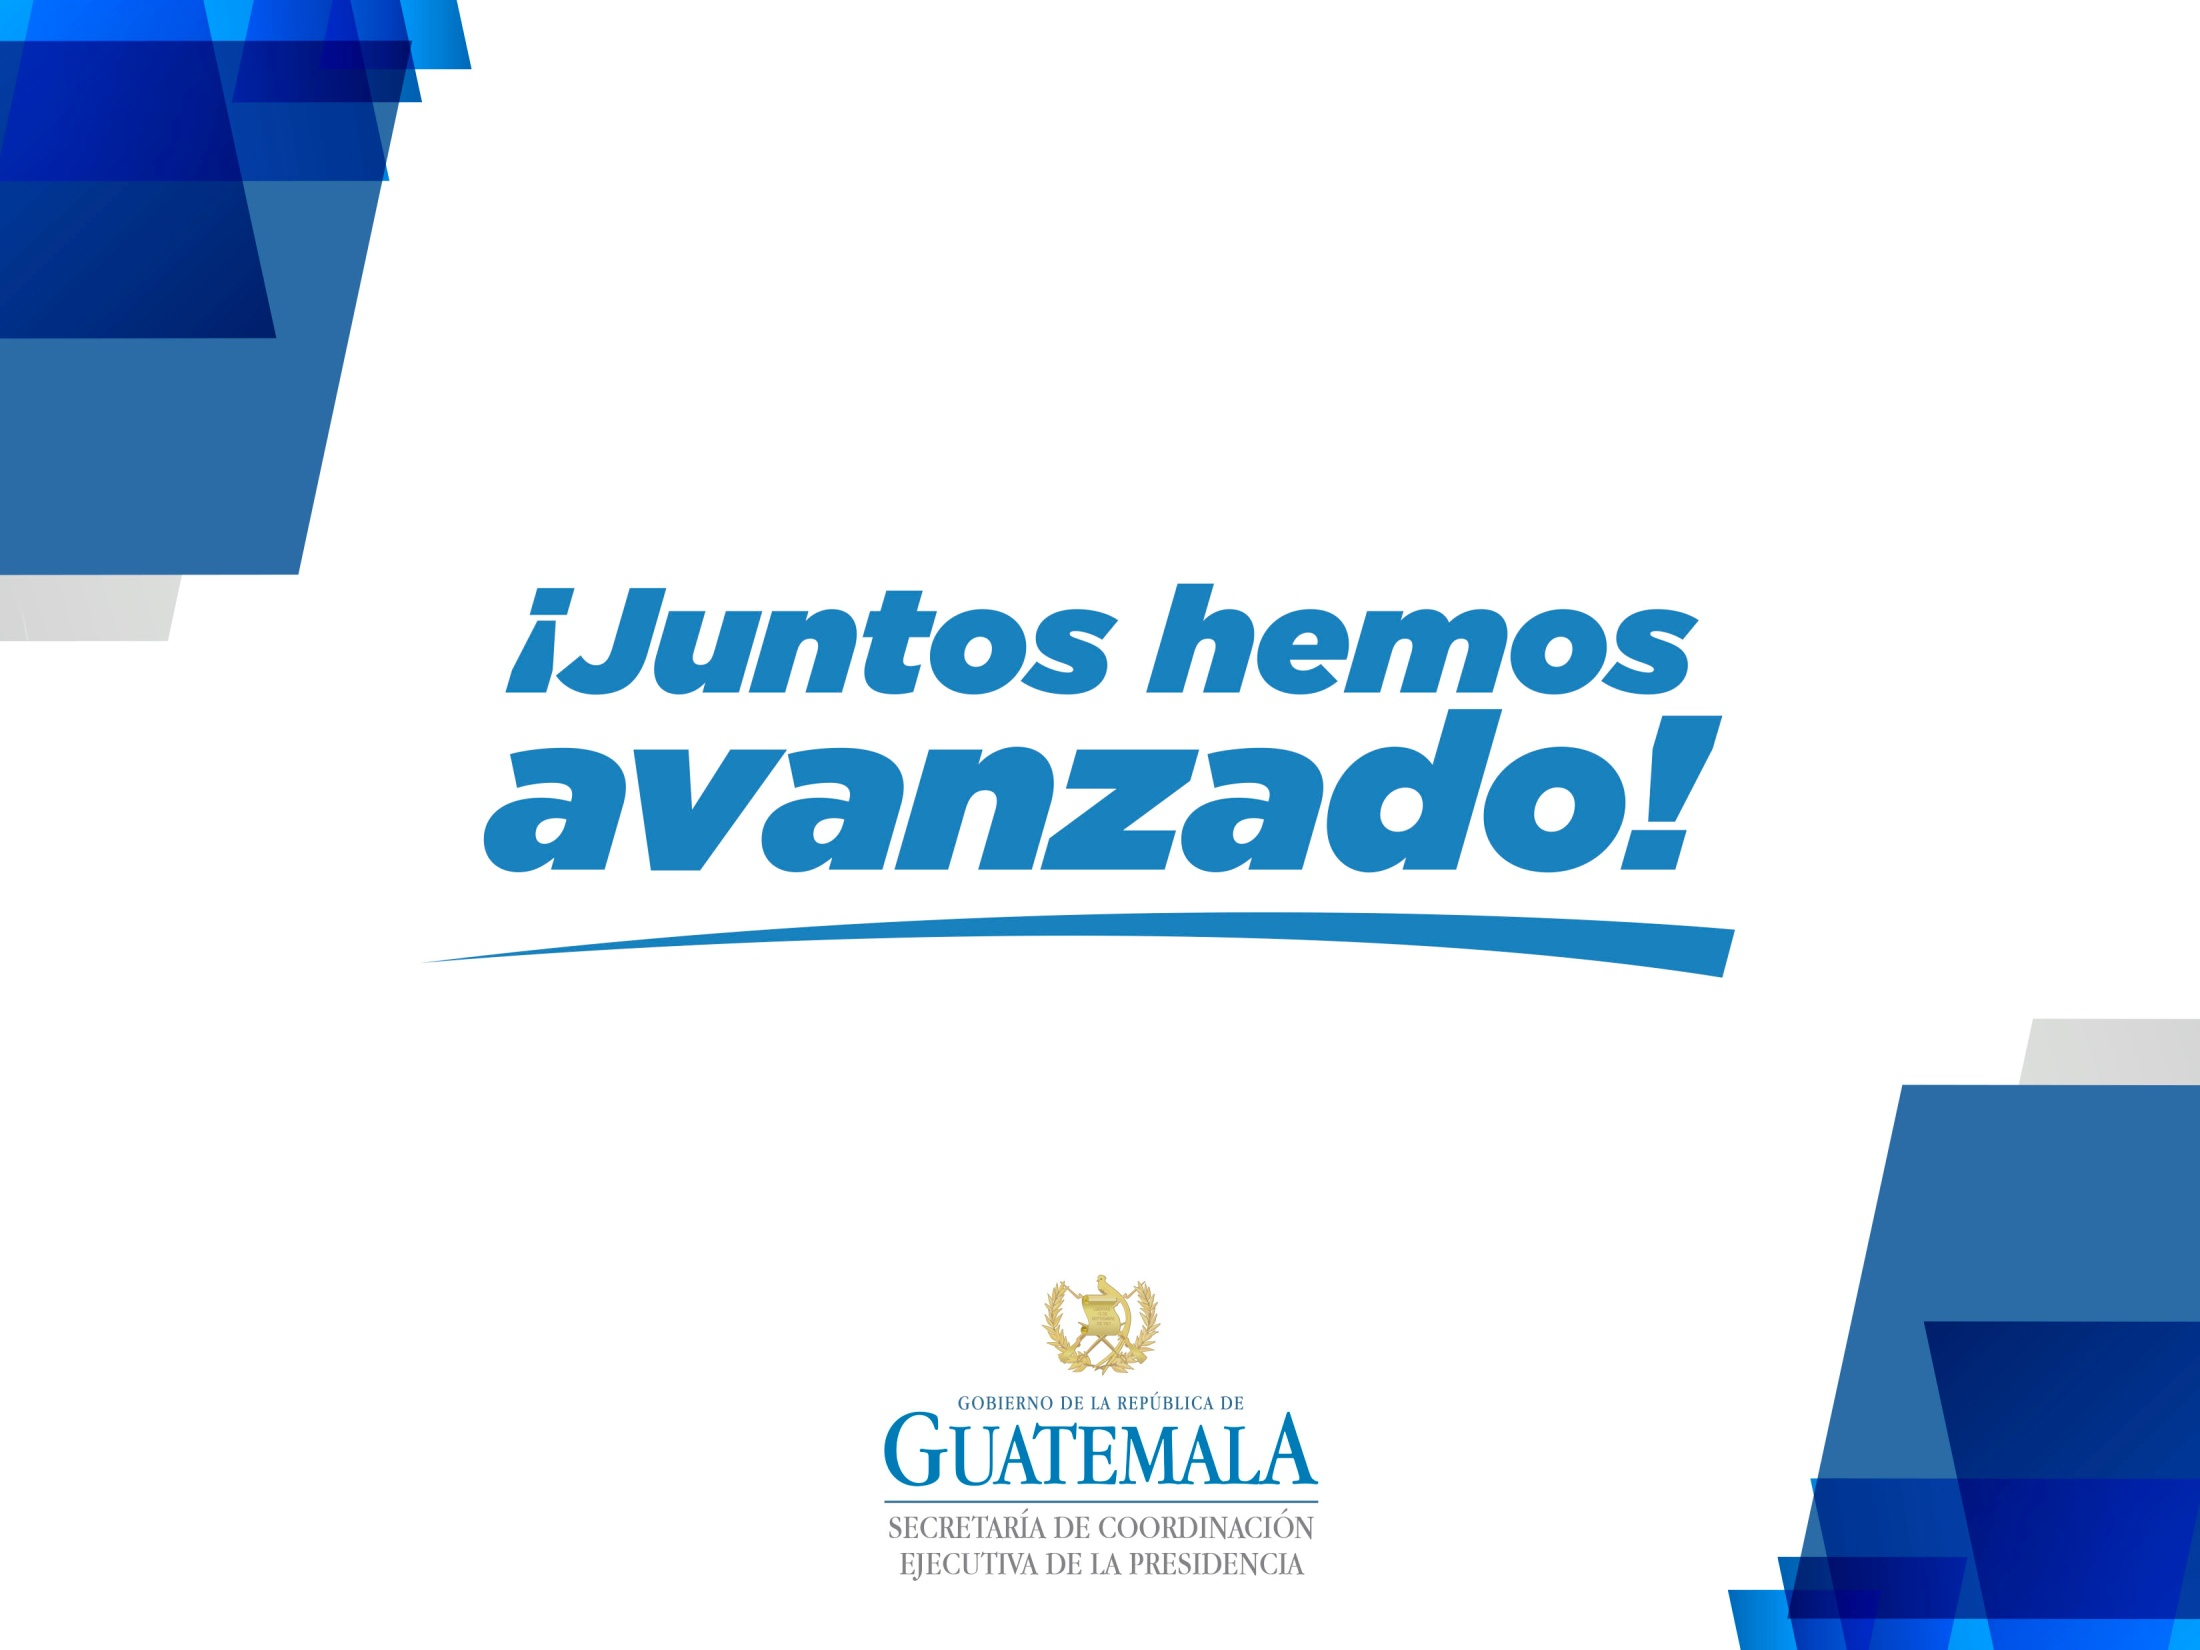 ¡Juntos hemos
avanzado!
GOBIERNO DE LA REPÚBLICA DE
GUATEMALA
SECRETARÍA DE COORDINACIÓN
EJECUTIVA DE LA PRESIDENCIA